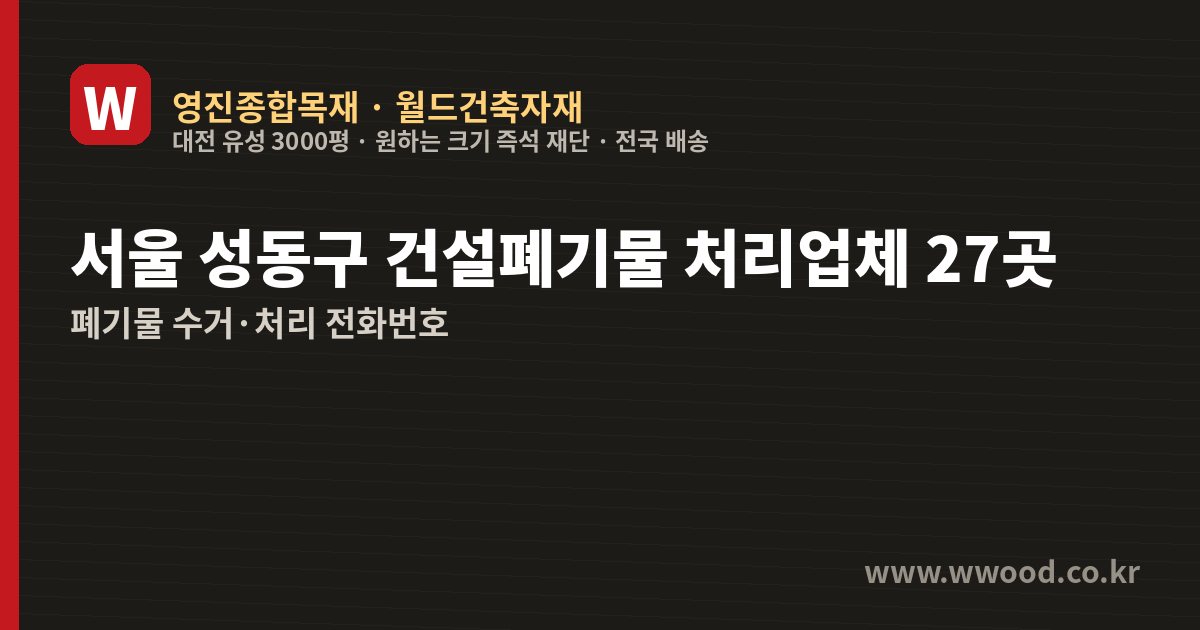 W
영진종합목재 · 월드건축자재
대전 유성 3000평 · 원하는 크기 즉석 재단 · 전국 배송
서울 성동구 건설폐기물 처리업체 27곳
폐기물 수거·처리 전화번호
www.wwood.co.kr